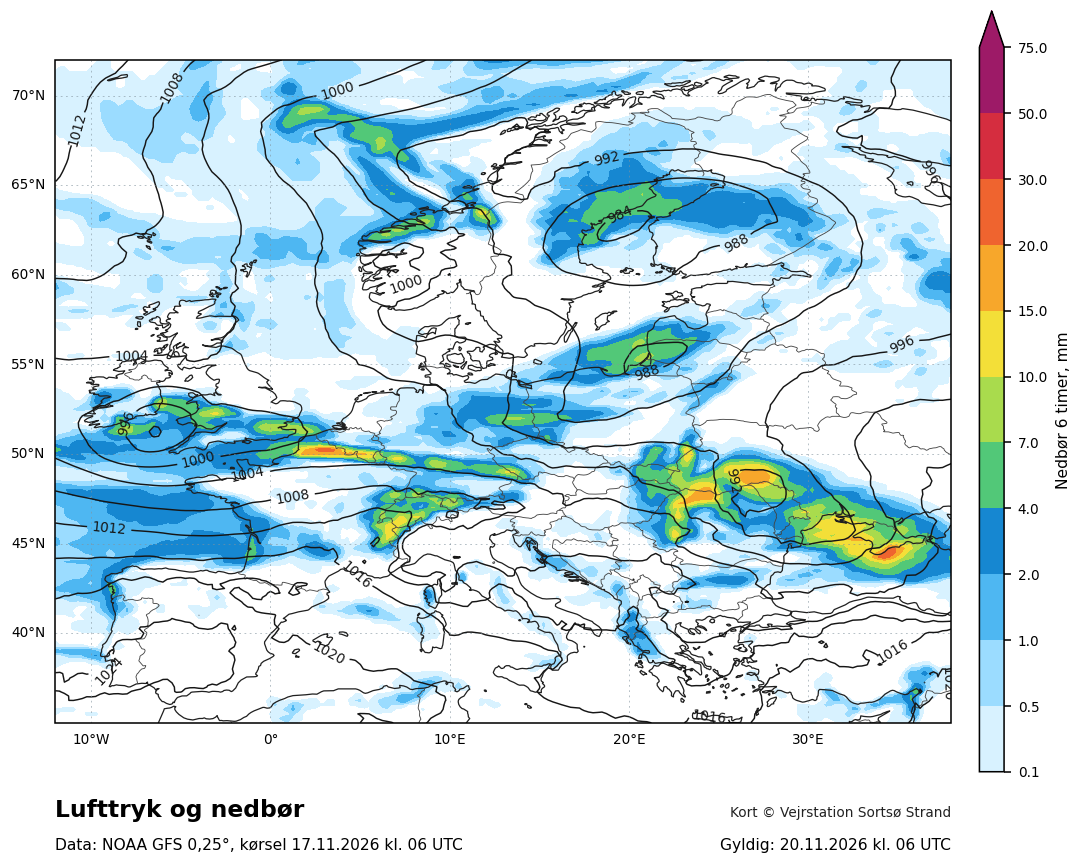 1012
1008
1000
992
996
984
988
1000
1004
996
988
996
1000
1004
1008
992
1012
1016
1024
1020
1016
1016
70°N
65°N
60°N
55°N
50°N
45°N
40°N
10°W
0°
10°E
20°E
30°E
75.0
50.0
30.0
20.0
15.0
10.0
7.0
4.0
2.0
1.0
0.5
0.1
Nedbør 6 timer, mm
Lufttryk og nedbør
Kort © Vejrstation Sortsø Strand
Data: NOAA GFS 0,25°, kørsel 17.11.2026 kl. 06 UTC
Gyldig: 20.11.2026 kl. 06 UTC